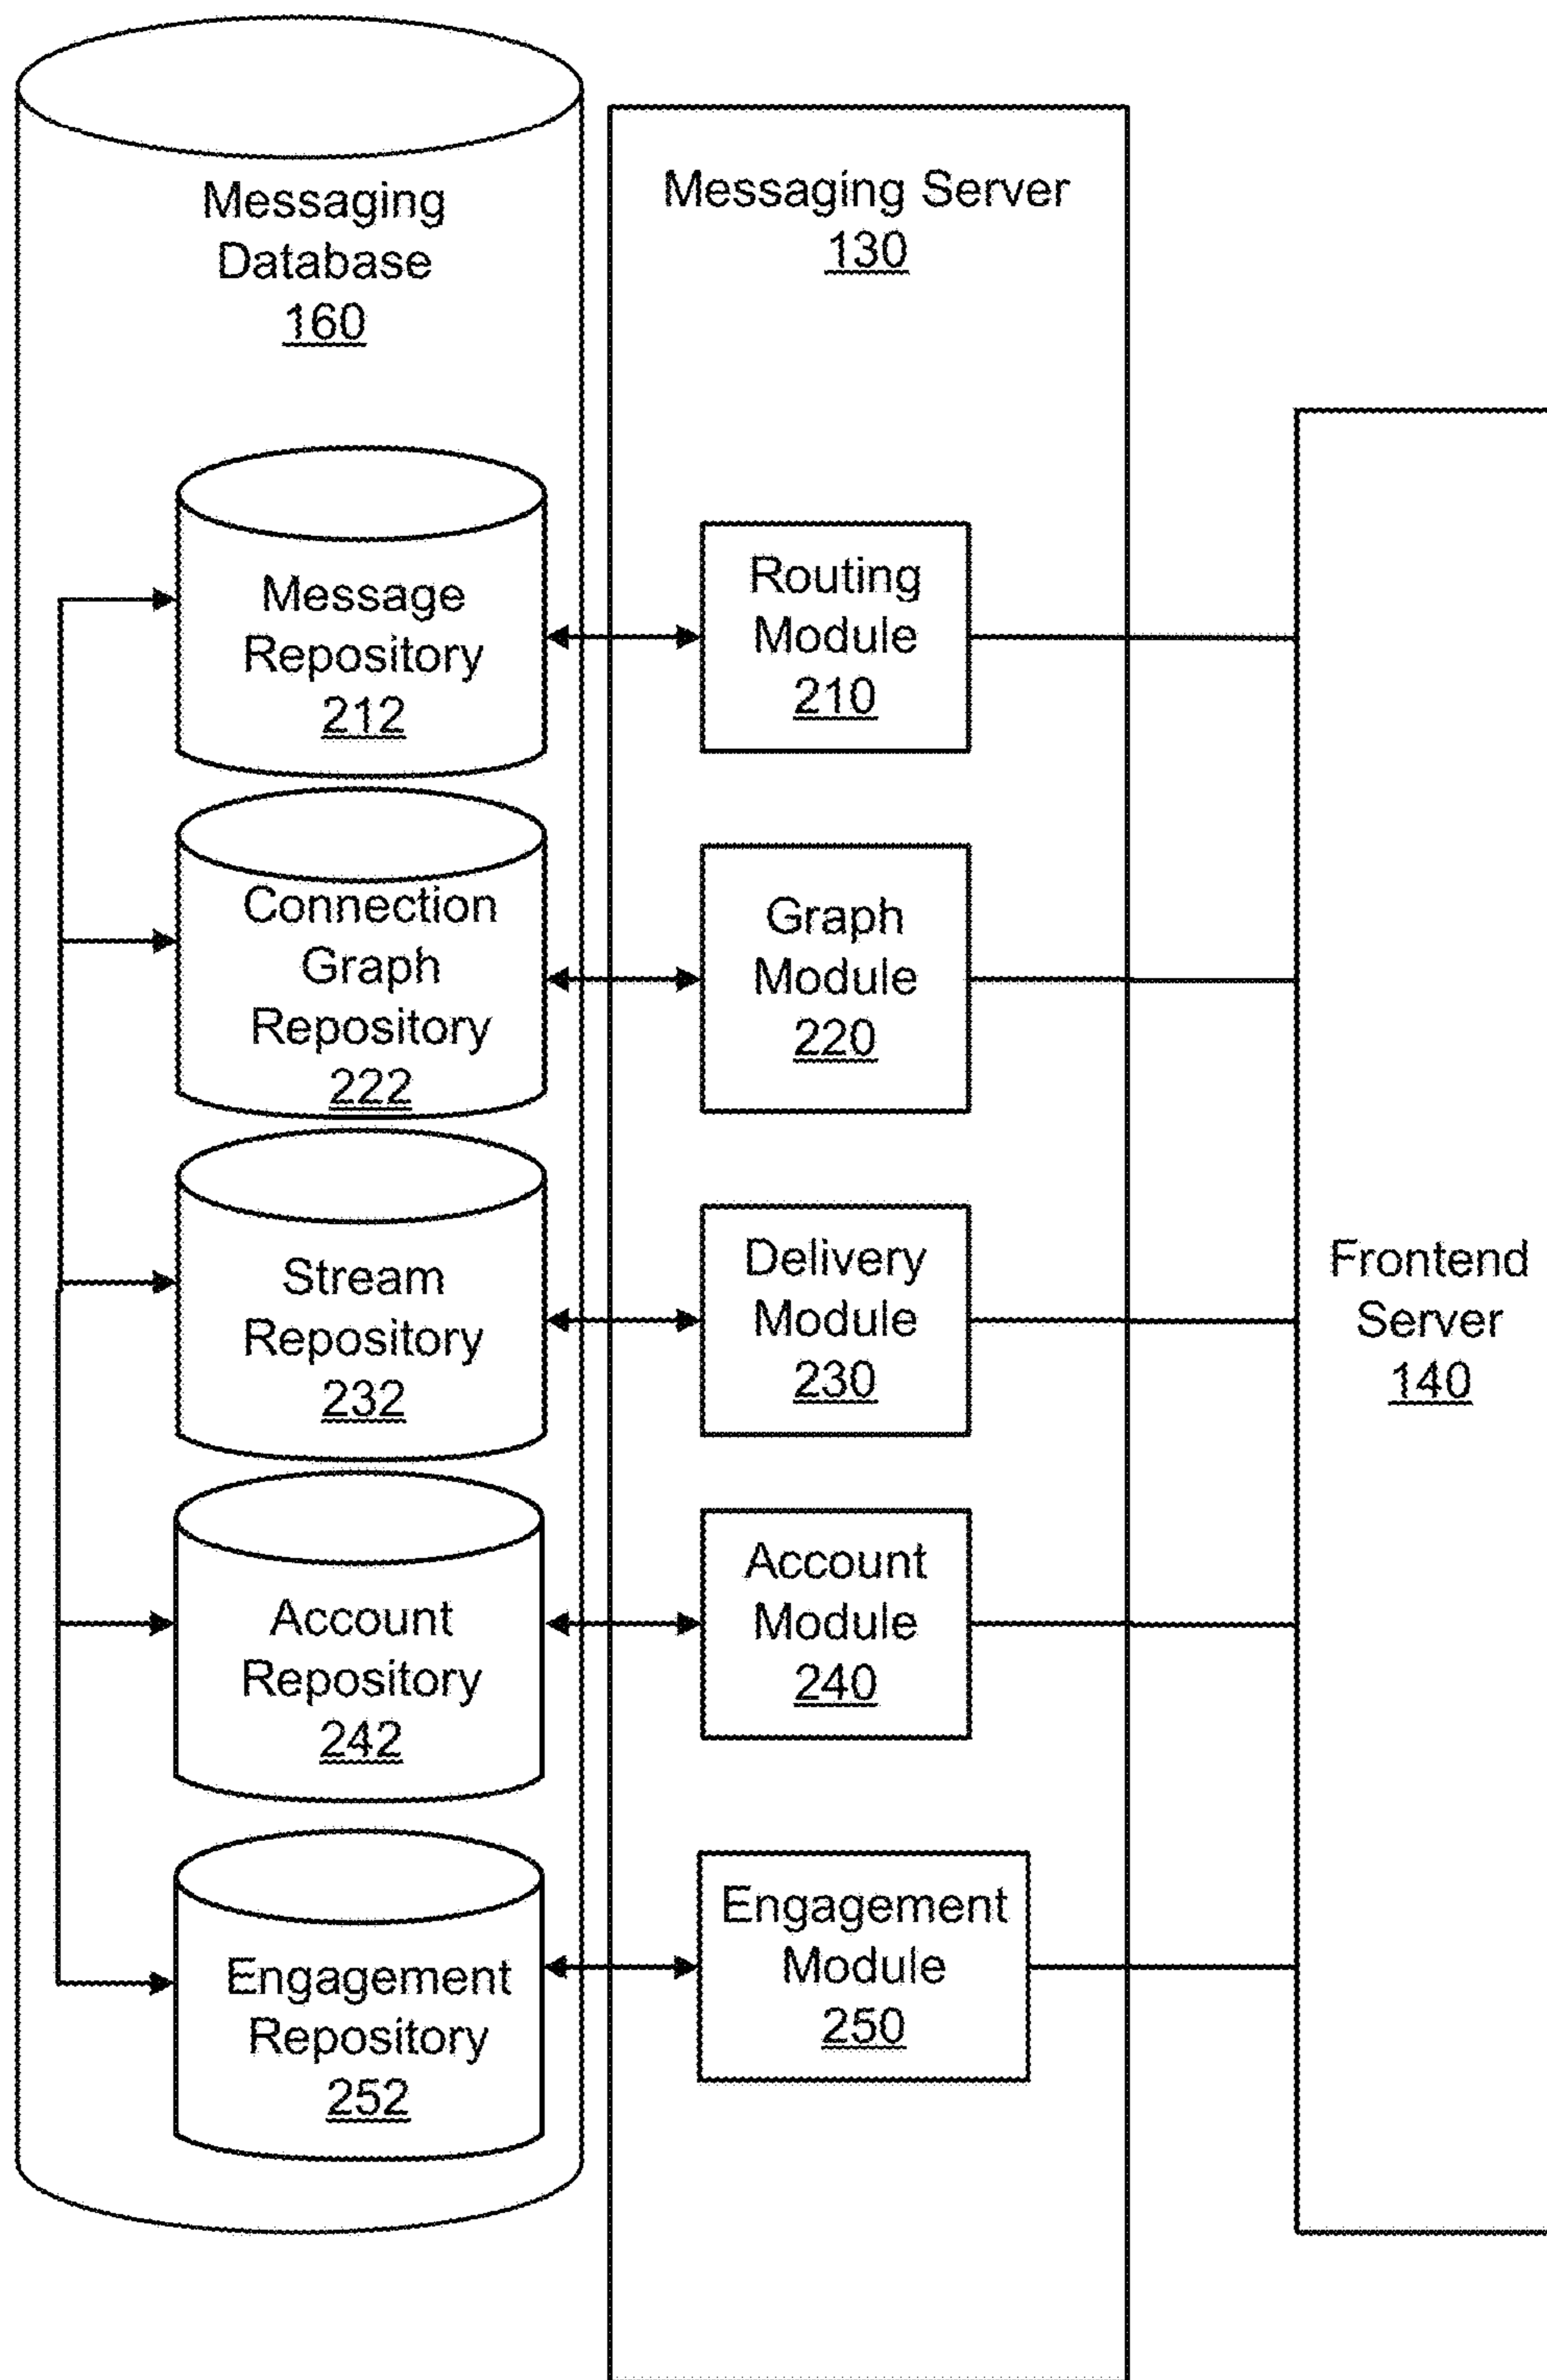 Messaging
Database
160
Messaging Server
130
Message
Repository
212
Routing
Module
210
Connection
Graph
Repository
222
Graph
Module
220
Stream
Repository
232
Delivery
Module
230
Frontend
Server
140
Account
Repository
242
Account
Module
240
Engagement
Repository
252
Engagement
Module
250